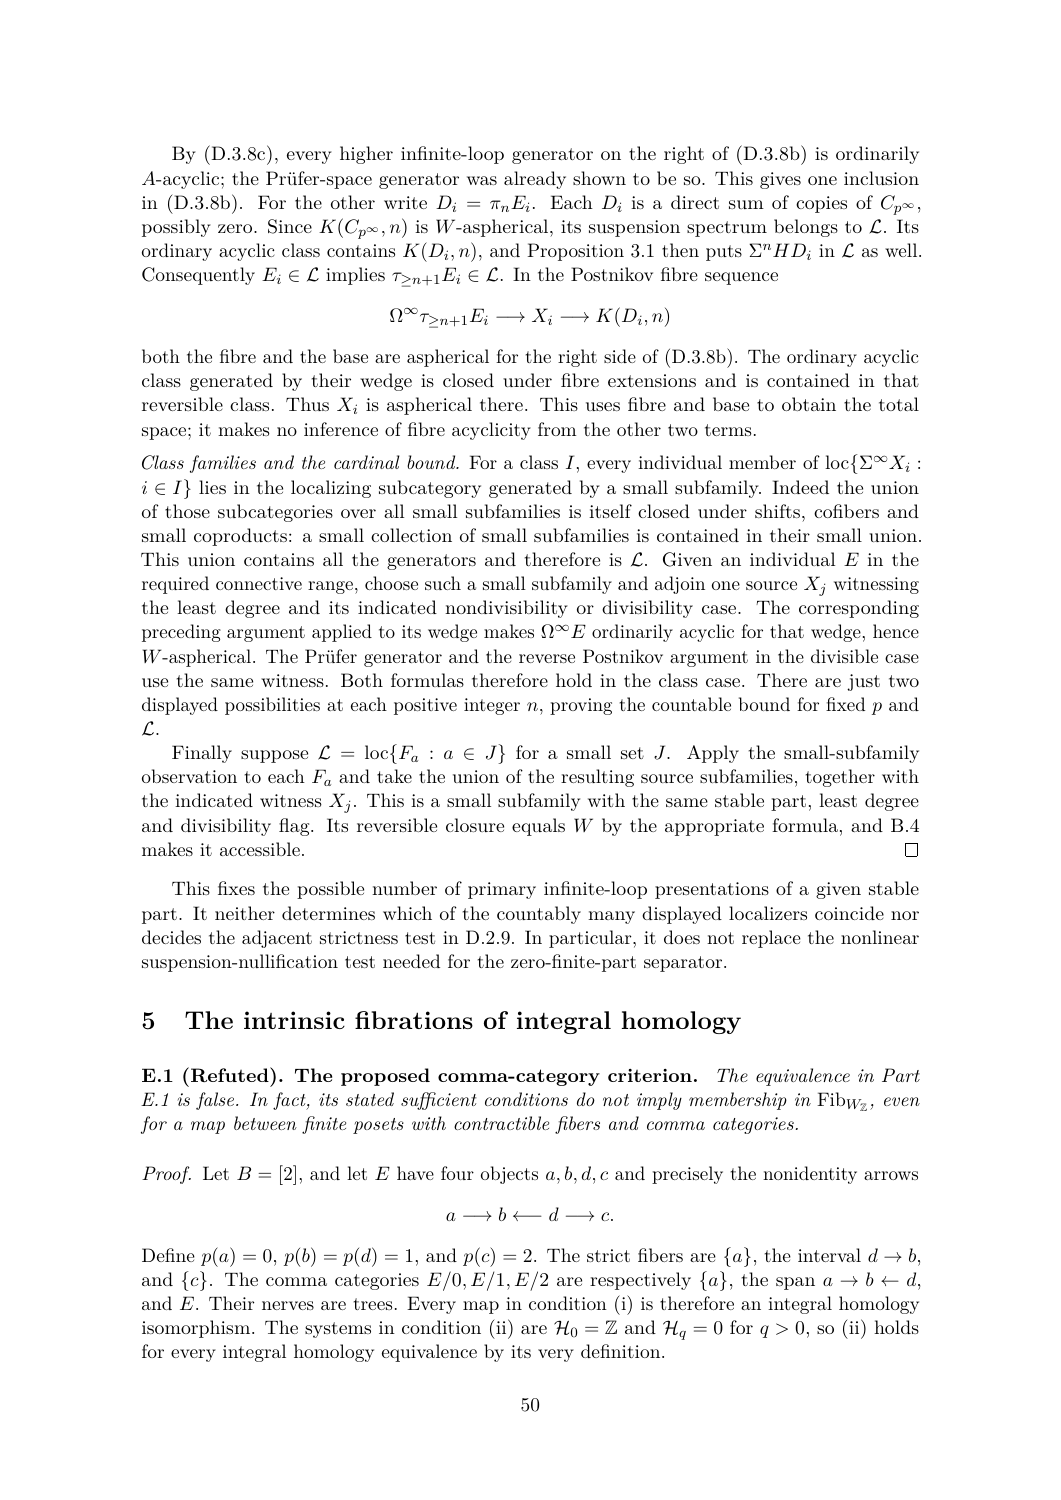 By (D.3.8c), every higher infinite-loop generator on the right of (D.3.8b) is ordinarily
A-acyclic; the Prüfer-space generator was already shown to be so. This gives one inclusion
in (D.3.8b). For the other write D_i = π_nE_i. Each D_i is a direct sum of copies of C_{p^∞},
possibly zero. Since K(C_{p^∞}, n) is W-aspherical, its suspension spectrum belongs to ℒ. Its
ordinary acyclic class contains K(D_i, n), and Proposition 3.1 then puts Σ^nHD_i in ℒ as well.
Consequently E_i ∈ ℒ implies τ_{≥n+1}E_i ∈ ℒ. In the Postnikov fibre sequence
Ω^∞τ_{≥n+1}E_i ⟶ X_i ⟶ K(D_i, n)
both the fibre and the base are aspherical for the right side of (D.3.8b). The ordinary acyclic
class generated by their wedge is closed under fibre extensions and is contained in that
reversible class. Thus X_i is aspherical there. This uses fibre and base to obtain the total
space; it makes no inference of fibre acyclicity from the other two terms.
Class families and the cardinal bound. For a class I, every individual member of loc{Σ^∞X_i :
i ∈ I} lies in the localizing subcategory generated by a small subfamily. Indeed the union
of those subcategories over all small subfamilies is itself closed under shifts, cofibers and
small coproducts: a small collection of small subfamilies is contained in their small union.
This union contains all the generators and therefore is ℒ. Given an individual E in the
required connective range, choose such a small subfamily and adjoin one source X_j witnessing
the least degree and its indicated nondivisibility or divisibility case. The corresponding
preceding argument applied to its wedge makes Ω^∞E ordinarily acyclic for that wedge, hence
W-aspherical. The Prüfer generator and the reverse Postnikov argument in the divisible case
use the same witness. Both formulas therefore hold in the class case. There are just two
displayed possibilities at each positive integer n, proving the countable bound for fixed p and
ℒ.
Finally suppose ℒ = loc{F_a : a ∈ J} for a small set J. Apply the small-subfamily
observation to each F_a and take the union of the resulting source subfamilies, together with
the indicated witness X_j. This is a small subfamily with the same stable part, least degree
and divisibility flag. Its reversible closure equals W by the appropriate formula, and B.4
makes it accessible. □
This fixes the possible number of primary infinite-loop presentations of a given stable
part. It neither determines which of the countably many displayed localizers coincide nor
decides the adjacent strictness test in D.2.9. In particular, it does not replace the nonlinear
suspension-nullification test needed for the zero-finite-part separator.
5 The intrinsic fibrations of integral homology
E.1 (Refuted). The proposed comma-category criterion. The equivalence in Part
E.1 is false. In fact, its stated sufficient conditions do not imply membership in Fib_{W_ℤ}, even
for a map between finite posets with contractible fibers and comma categories.
Proof. Let B = [2], and let E have four objects a, b, d, c and precisely the nonidentity arrows
a ⟶ b ⟵ d ⟶ c.
Define p(a) = 0, p(b) = p(d) = 1, and p(c) = 2. The strict fibers are {a}, the interval d → b,
and {c}. The comma categories E/0, E/1, E/2 are respectively {a}, the span a → b ← d,
and E. Their nerves are trees. Every map in condition (i) is therefore an integral homology
isomorphism. The systems in condition (ii) are ℋ_0 = ℤ and ℋ_q = 0 for q > 0, so (ii) holds
for every integral homology equivalence by its very definition.
50